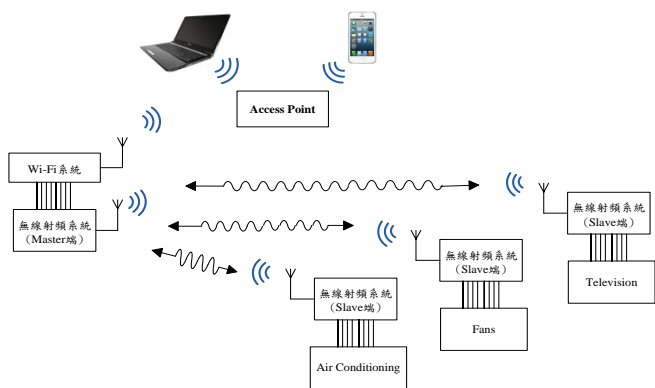 Access Point
Wi-Fi系統
無線射頻系統
(Master端)
無線射頻系統
(Slave端)
Television
無線射頻系統
(Slave端)
Fans
無線射頻系統
(Slave端)
Air Conditioning